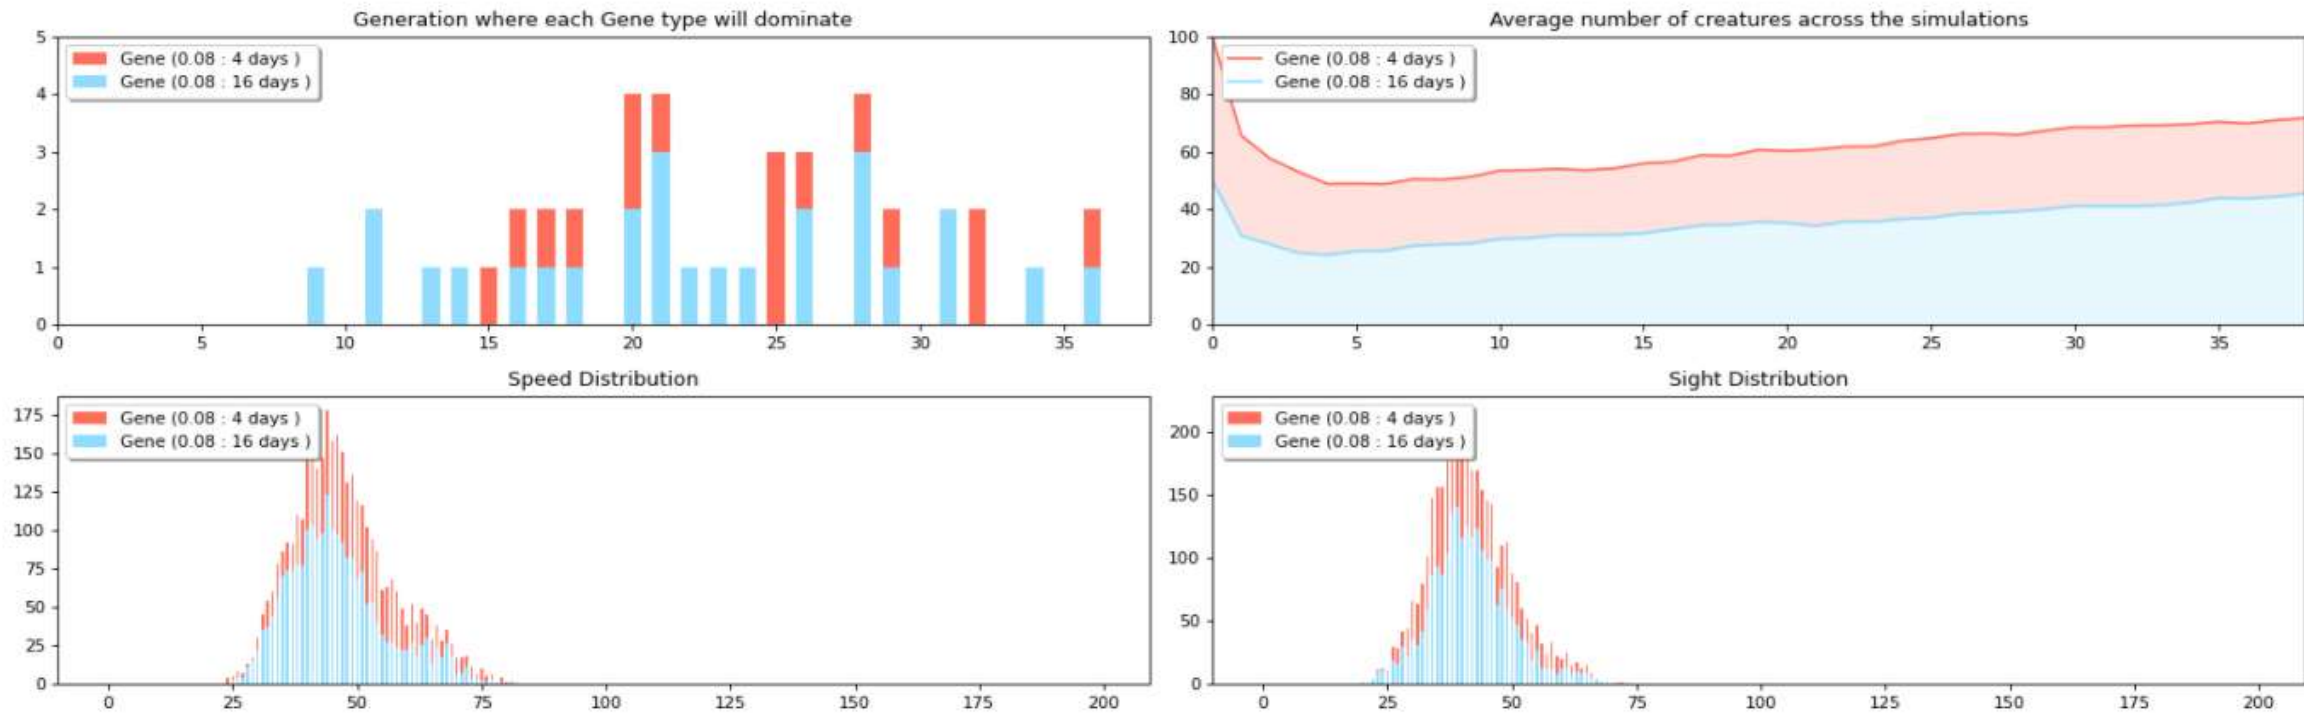 Generation where each Gene type will dominate
5
4
3
2
1
0
Gene (0.08 : 4 days )
Gene (0.08 : 16 days )
0 5 10 15 20 25 30 35
Average number of creatures across the simulations
100
80
60
40
20
0
Gene (0.08 : 4 days )
Gene (0.08 : 16 days )
0 5 10 15 20 25 30 35
Speed Distribution
175
150
125
100
75
50
25
0
Gene (0.08 : 4 days )
Gene (0.08 : 16 days )
0 25 50 75 100 125 150 175 200
Sight Distribution
200
150
100
50
0
Gene (0.08 : 4 days )
Gene (0.08 : 16 days )
0 25 50 75 100 125 150 175 200